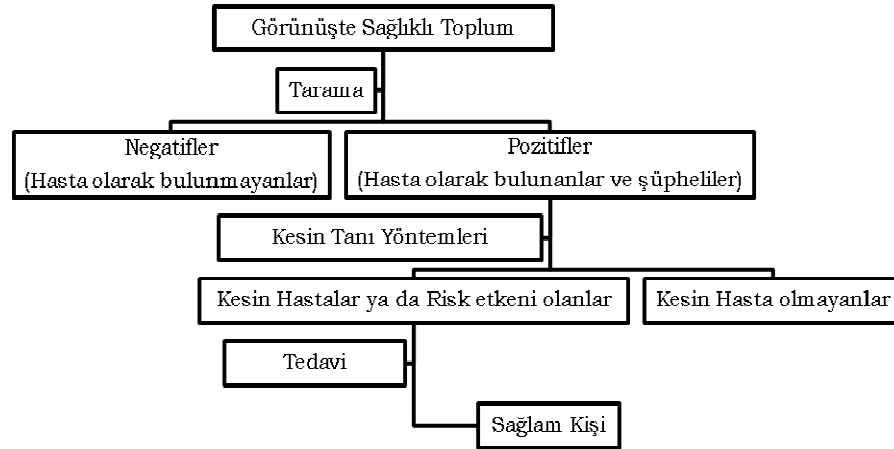 Görünüşte Sağlıklı Toplum
Tarama
Negatifler
(Hasta olarak bulunmayanlar)
Pozitifler
(Hasta olarak bulunanlar ve şüpheliler)
Kesin Tanı Yöntemleri
Kesin Hastalar ya da Risk etkeni olanlar
Kesin Hasta olmayanlar
Tedavi
Sağlam Kişi